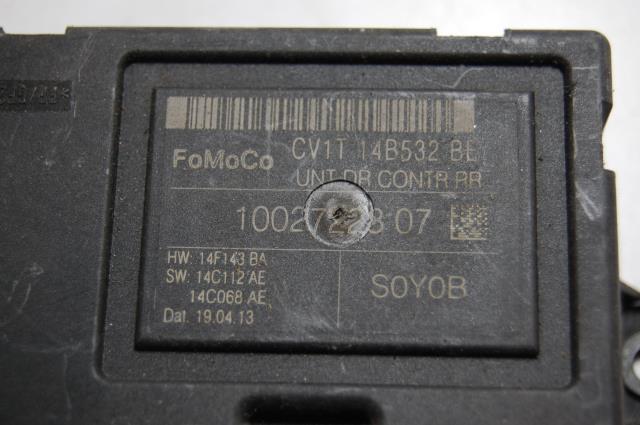 FoMoCo CV1T 14B532 BE
UNT DR CONTR RR
HW: 14F143 BA
SW: 14C112 AE
14C068 AE
Dat. 19.04.13
S0Y0B